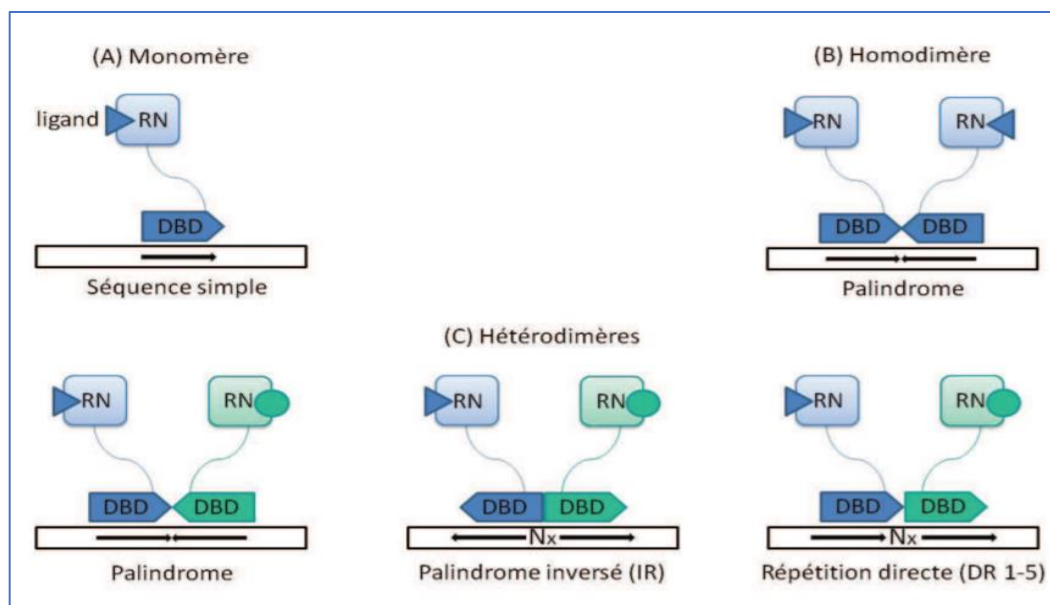 (A) Monomère
(B) Homodimère
ligand
RN
RN
RN
DBD
DBD
DBD
Séquence simple
Palindrome
(C) Hétérodimères
RN
RN
RN
RN
RN
RN
DBD
DBD
DBD
DBD
DBD
DBD
Nx
Nx
Palindrome
Palindrome inversé (IR)
Répétition directe (DR 1-5)